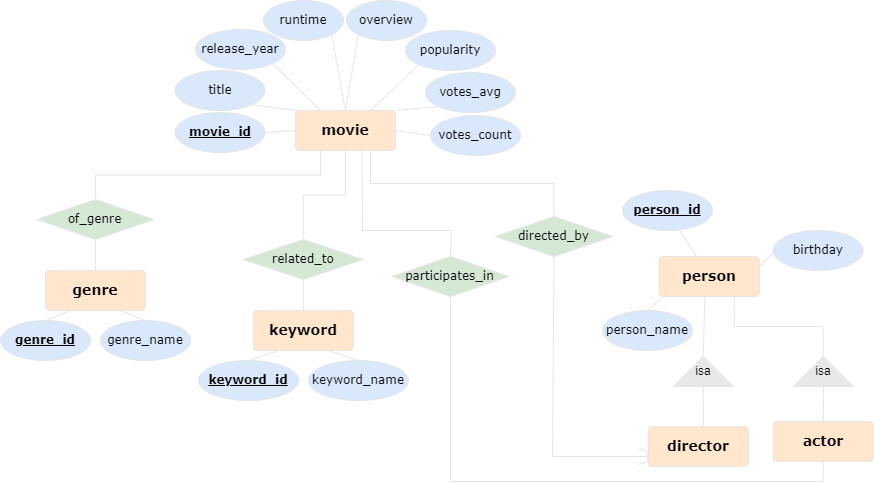 runtime
overview
release_year
popularity
title
votes_avg
movie_id
movie
votes_count
person_id
of_genre
directed_by
birthday
related_to
participates_in
person
genre
keyword
person_name
genre_id
genre_name
isa
isa
keyword_id
keyword_name
director
actor